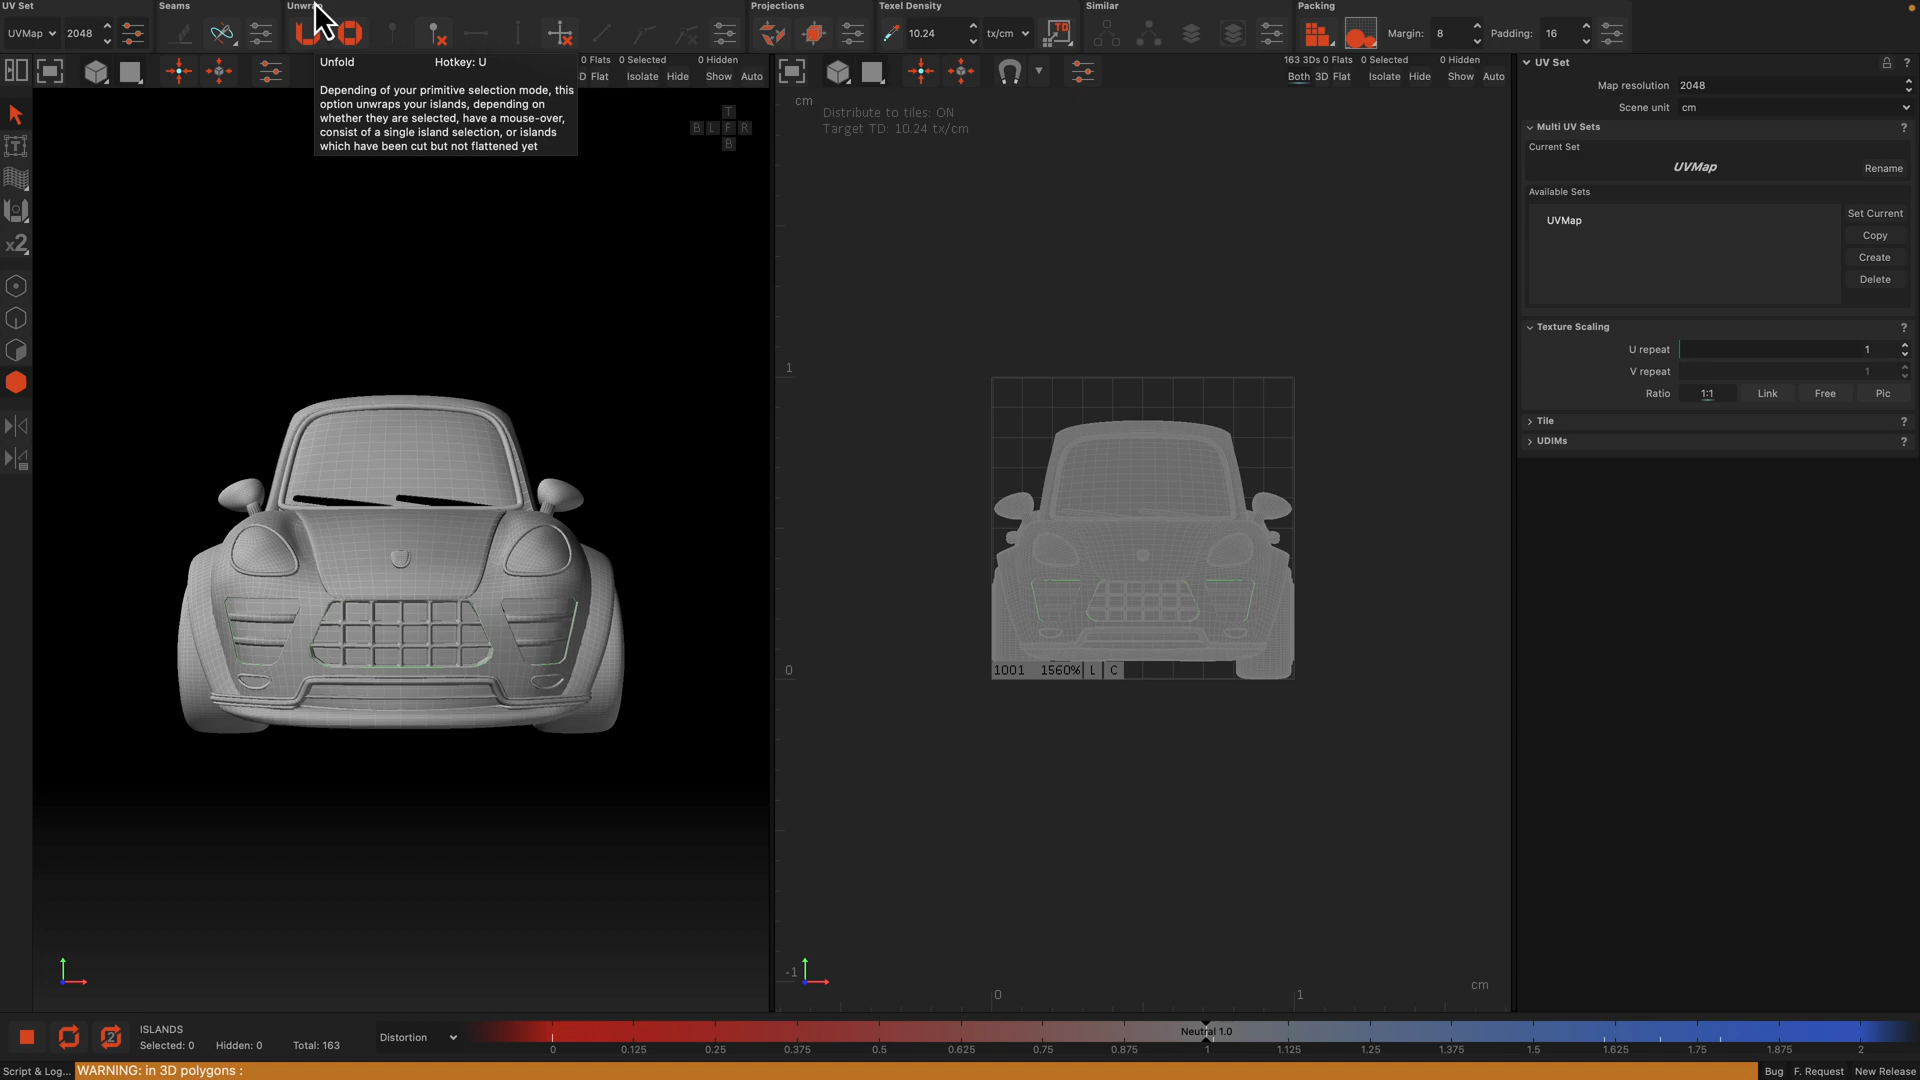 UV Set
Seams
Unwrap
Projections
Texel Density
Similar
Packing
UVMap
2048
10.24
tx/cm
Margin: 8
Padding: 16
Unfold Hotkey: U
Depending of your primitive selection mode, this
option unwraps your islands, depending on
whether they are selected, have a mouse-over,
consist of a single island selection, or islands
which have been cut but not flattened yet
0 Flats 0 Selected 0 Hidden
D Flat Isolate Hide Show Auto
163 3Ds 0 Flats 0 Selected 0 Hidden
Both 3D Flat Isolate Hide Show Auto
x2
T
B L F R
B
cm
Distribute to tiles: ON
Target TD: 10.24 tx/cm
1
0
-1
1001 1560% L C
0 1 cm
UV Set ?
Map resolution 2048
Scene unit cm
Multi UV Sets ?
Current Set
UVMap
Rename
Available Sets
UVMap
Set Current
Copy
Create
Delete
Texture Scaling ?
U repeat 1
V repeat 1
Ratio 1:1 Link Free Pic
Tile ?
UDIMs ?
ISLANDS
Selected: 0 Hidden: 0 Total: 163
Distortion
Neutral 1.0
0 0.125 0.25 0.375 0.5 0.625 0.75 0.875 1 1.125 1.25 1.375 1.5 1.625 1.75 1.875 2
Script & Log... WARNING: in 3D polygons :
Bug F. Request New Release